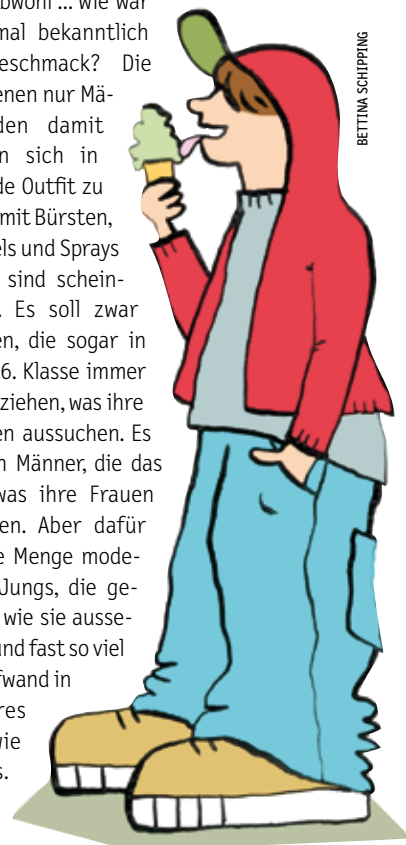 obwohl ... wie war
mal bekanntlich
eschmack? Die
enen nur Mä-
den damit
n sich in
de Outfit zu
mit Bürsten,
els und Sprays
sind schein-
. Es soll zwar
en, die sogar in
6. Klasse immer
ziehen, was ihre
en aussuchen. Es
n Männer, die das
was ihre Frauen
en. Aber dafür
e Menge mode-
Jungs, die ge-
wie sie ausse-
und fast so viel
fwand in
res
wie
s.
BETTINA SCHIPPING